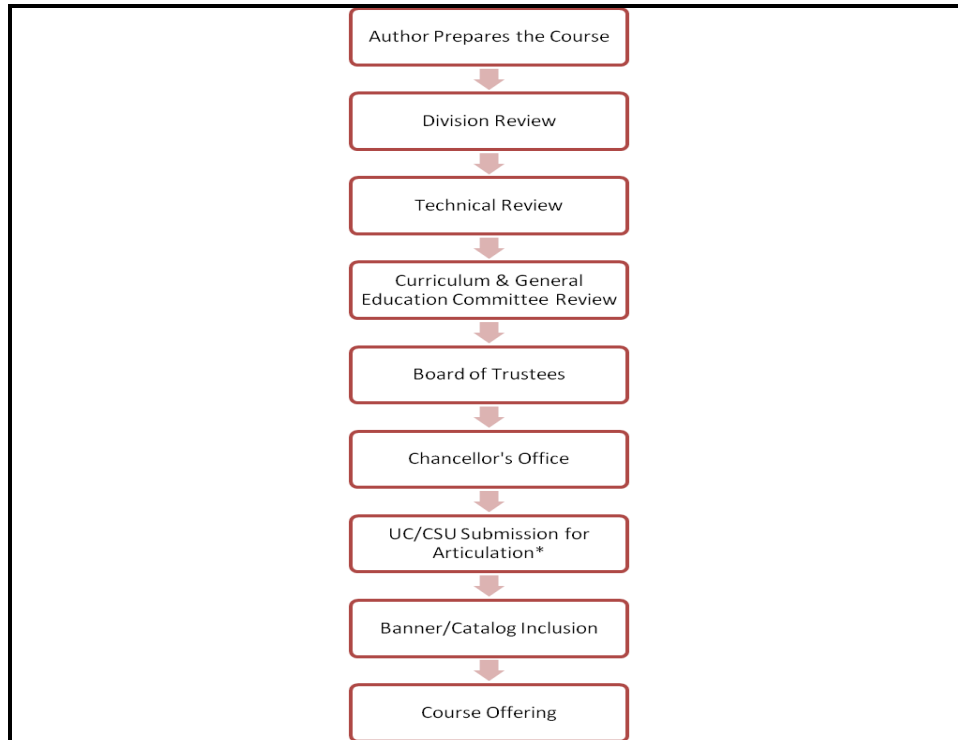 Author Prepares the Course
Division Review
Technical Review
Curriculum & General
Education Committee Review
Board of Trustees
Chancellor's Office
UC/CSU Submission for
Articulation*
Banner/Catalog Inclusion
Course Offering